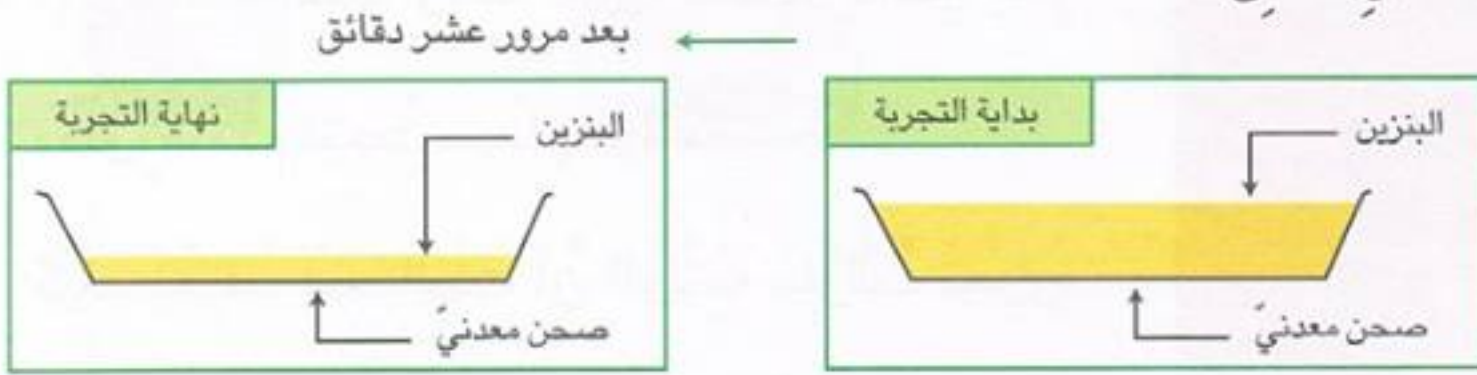 بعد مرور عشر دقائق
بداية التجربة
البنزين
صحن معدنيّ
نهاية التجربة
البنزين
صحن معدنيّ